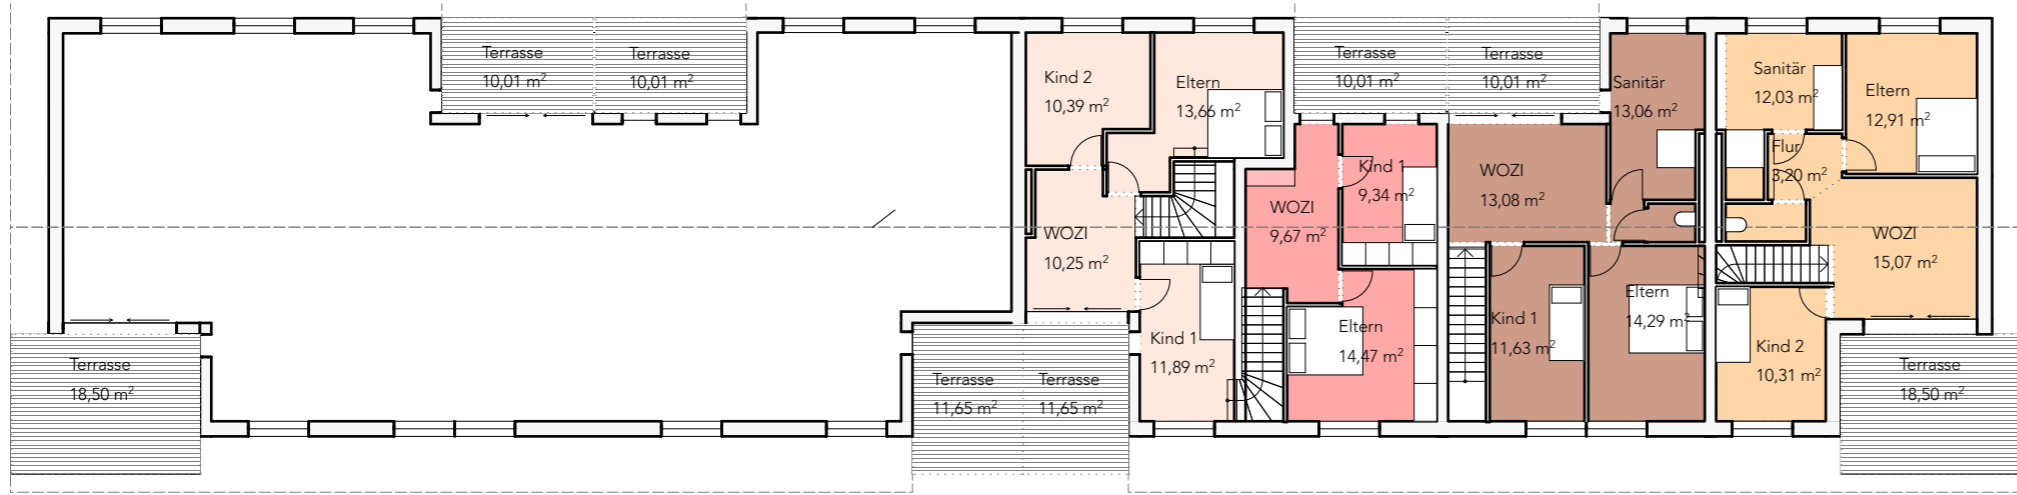 Terrasse
10,01 m²
Terrasse
10,01 m²
Kind 2
10,39 m²
Eltern
13,66 m²
Terrasse
10,01 m²
Terrasse
10,01 m²
Sanitär
13,06 m²
Sanitär
12,03 m²
Eltern
12,91 m²
Flur
3,20 m²
Kind 1
9,34 m²
WOZI
13,08 m²
WOZI
9,67 m²
WOZI
10,25 m²
WOZI
15,07 m²
Kind 1
11,89 m²
Eltern
14,47 m²
Kind 1
11,63 m²
Eltern
14,29 m²
Kind 2
10,31 m²
Terrasse
18,50 m²
Terrasse
11,65 m²
Terrasse
11,65 m²
Terrasse
18,50 m²